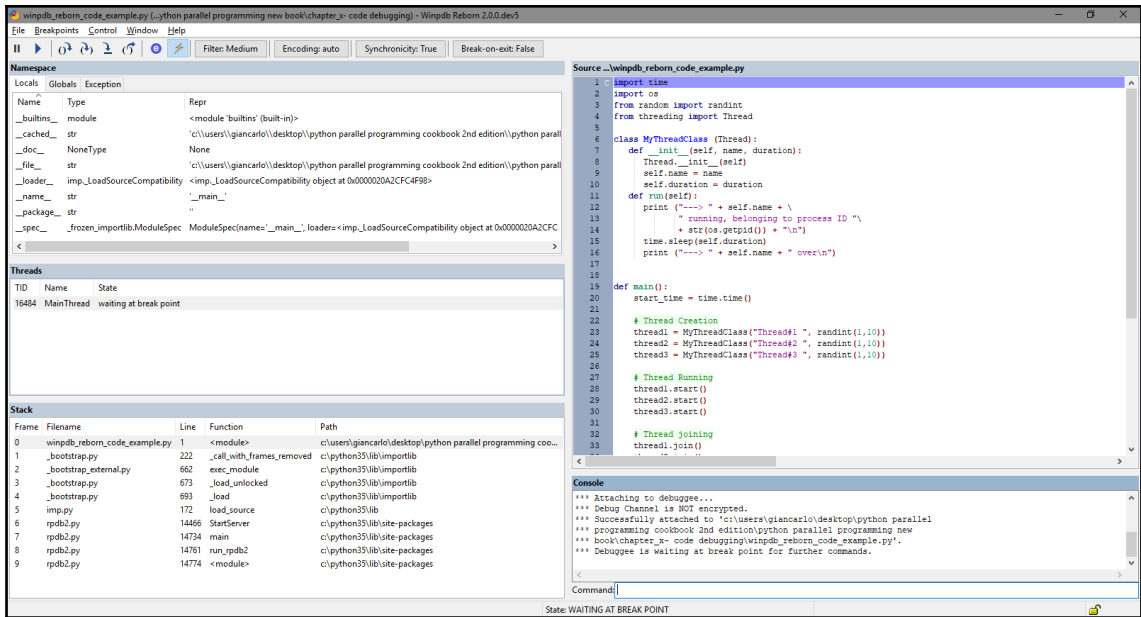 winpdb_reborn_code_example.py (...ython parallel programming new book\chapter_x- code debugging) - Winpdb Reborn 2.0.0.dev5
File Breakpoints Control Window Help
Filter: Medium Encoding: auto Synchronicity: True Break-on-exit: False
Namespace
Locals Globals Exception
Name Type Repr
__builtins__ module <module 'builtins' (built-in)>
__cached__ str 'c:\\users\\giancarlo\\desktop\\python parallel programming cookbook 2nd edition\\python parall
__doc__ NoneType None
__file__ str 'c:\\users\\giancarlo\\desktop\\python parallel programming cookbook 2nd edition\\python parall
__loader__ imp._LoadSourceCompatibility <imp._LoadSourceCompatibility object at 0x0000020A2CFC4F98>
__name__ str '__main__'
__package__ str ''
__spec__ _frozen_importlib.ModuleSpec ModuleSpec(name='__main__', loader=<imp._LoadSourceCompatibility object at 0x0000020A2CFC
Threads
TID Name State
16484 MainThread waiting at break point
Stack
Frame Filename Line Function Path
0 winpdb_reborn_code_example.py 1 <module> c:\users\giancarlo\desktop\python parallel programming coo...
1 _bootstrap.py 222 _call_with_frames_removed c:\python35\lib\importlib
2 _bootstrap_external.py 662 exec_module c:\python35\lib\importlib
3 _bootstrap.py 673 _load_unlocked c:\python35\lib\importlib
4 _bootstrap.py 693 _load c:\python35\lib\importlib
5 imp.py 172 load_source c:\python35\lib
6 rpdb2.py 14466 StartServer c:\python35\lib\site-packages
7 rpdb2.py 14734 main c:\python35\lib\site-packages
8 rpdb2.py 14761 run_rpdb2 c:\python35\lib\site-packages
9 rpdb2.py 14774 <module> c:\python35\lib\site-packages
Source ...\winpdb_reborn_code_example.py
1 C import time
2 import os
3 from random import randint
4 from threading import Thread
5
6 class MyThreadClass (Thread):
7 def __init__(self, name, duration):
8 Thread.__init__(self)
9 self.name = name
10 self.duration = duration
11 def run(self):
12 print ("---> " + self.name + \
13 " running, belonging to process ID "\
14 + str(os.getpid()) + "\n")
15 time.sleep(self.duration)
16 print ("---> " + self.name + " over\n")
17
18
19 def main():
20 start_time = time.time()
21
22 # Thread Creation
23 thread1 = MyThreadClass("Thread#1 ", randint(1,10))
24 thread2 = MyThreadClass("Thread#2 ", randint(1,10))
25 thread3 = MyThreadClass("Thread#3 ", randint(1,10))
26
27 # Thread Running
28 thread1.start()
29 thread2.start()
30 thread3.start()
31
32 # Thread joining
33 thread1.join()
Console
*** Attaching to debuggee...
*** Debug Channel is NOT encrypted.
*** Successfully attached to 'c:\users\giancarlo\desktop\python parallel
*** programming cookbook 2nd edition\python parallel programming new
*** book\chapter_x- code debugging\winpdb_reborn_code_example.py'.
*** Debuggee is waiting at break point for further commands.
Command:
State: WAITING AT BREAK POINT